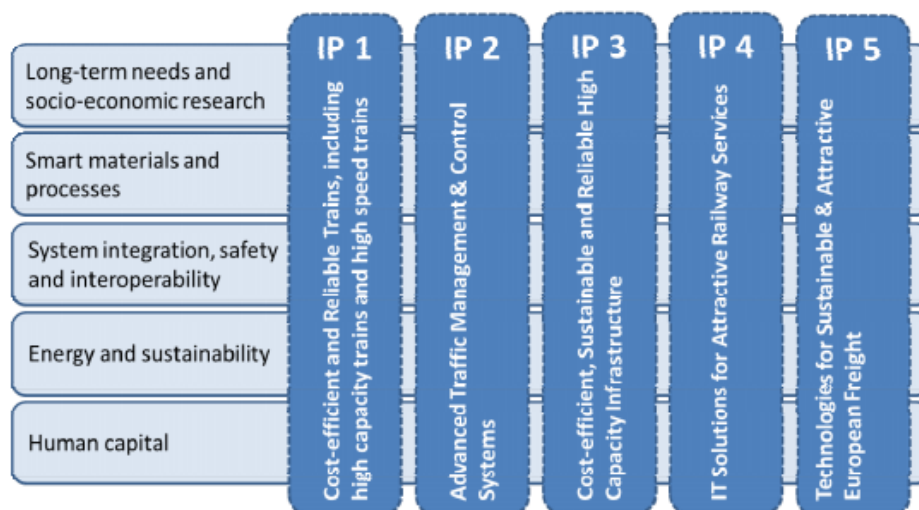 IP 1
IP 2
IP 3
IP 4
IP 5
Long-term needs and
socio-economic research
Smart materials and
processes
System integration, safety
and interoperability
Energy and sustainability
Human capital
Cost-efficient and Reliable Trains, including
high capacity trains and high speed trains
Advanced Traffic Management & Control
Systems
Cost-efficient, Sustainable and Reliable High
Capacity Infrastructure
IT Solutions for Attractive Railway Services
Technologies for Sustainable & Attractive
European Freight